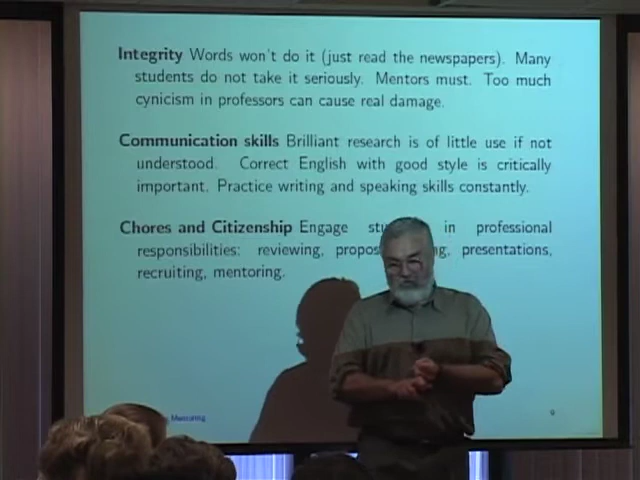 Integrity Words won't do it (just read the newspapers). Many
students do not take it seriously. Mentors must. Too much
cynicism in professors can cause real damage.
Communication skills Brilliant research is of little use if not
understood. Correct English with good style is critically
important. Practice writing and speaking skills constantly.
Chores and Citizenship Engage in professional
responsibilities: reviewing, presentations,
recruiting, mentoring.
Mentoring 9